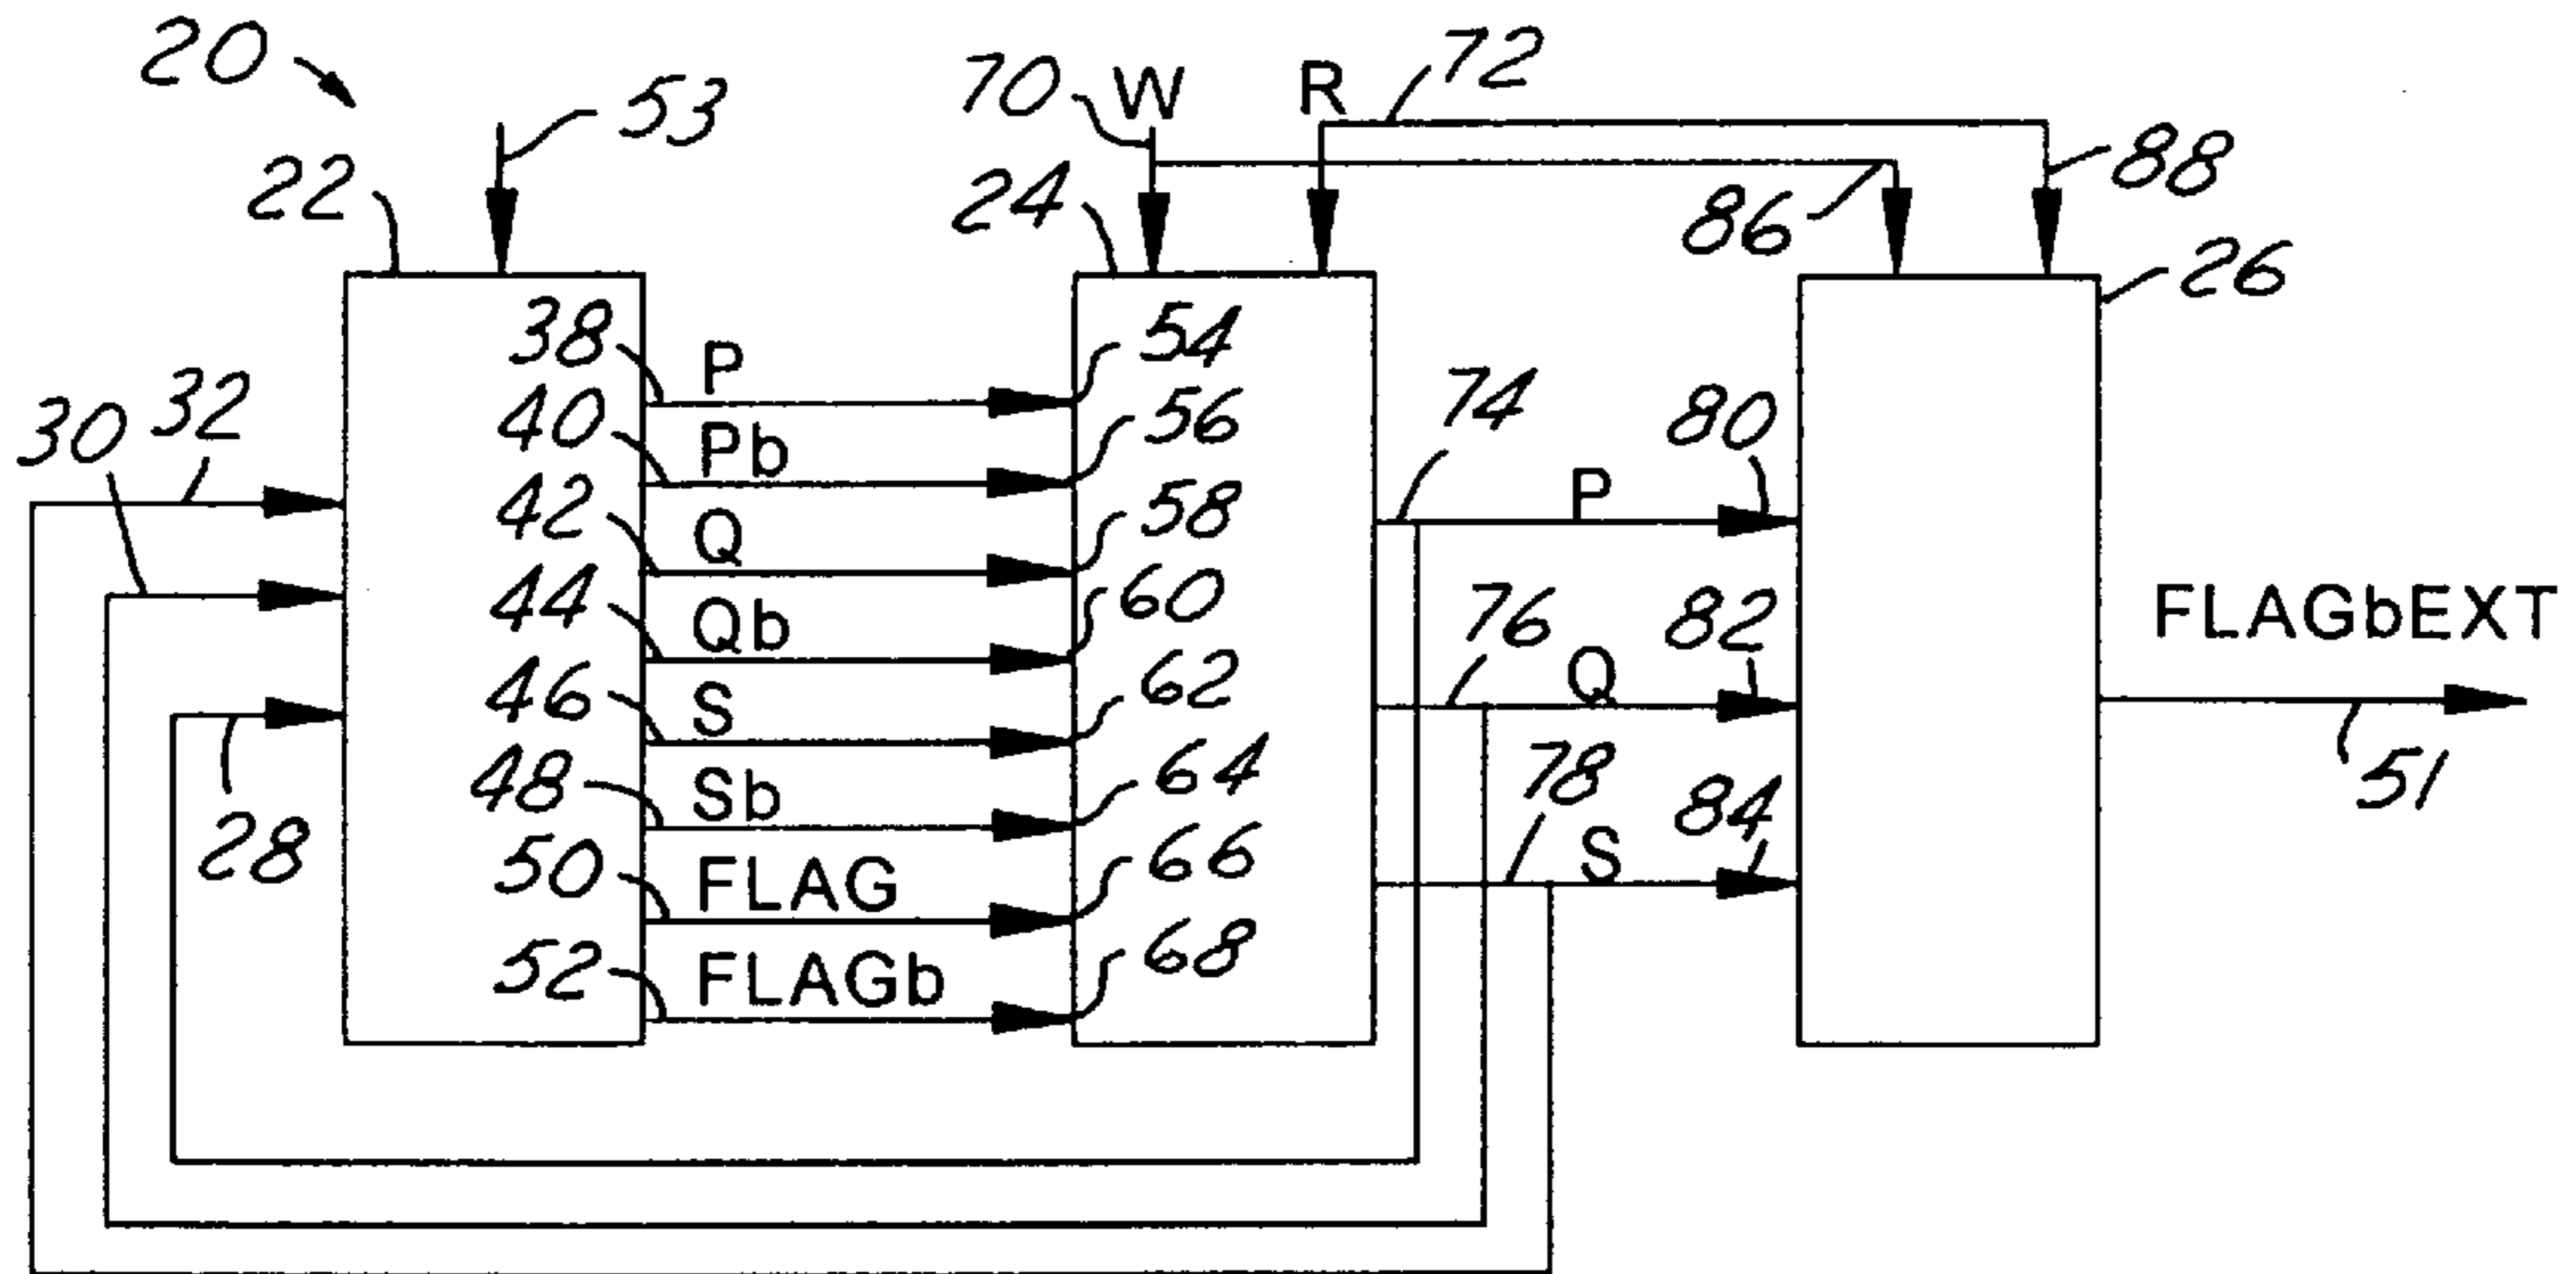 20
53
70 W R 72
22
24
86
88
26
38 P 54
40 Pb 56
42 Q 58
44 Qb 60
46 S 62
48 Sb 64
50 FLAG 66
52 FLAGb 68
30 32
28
74 P 80
76 Q 82
78 S 84
FLAGbEXT
51